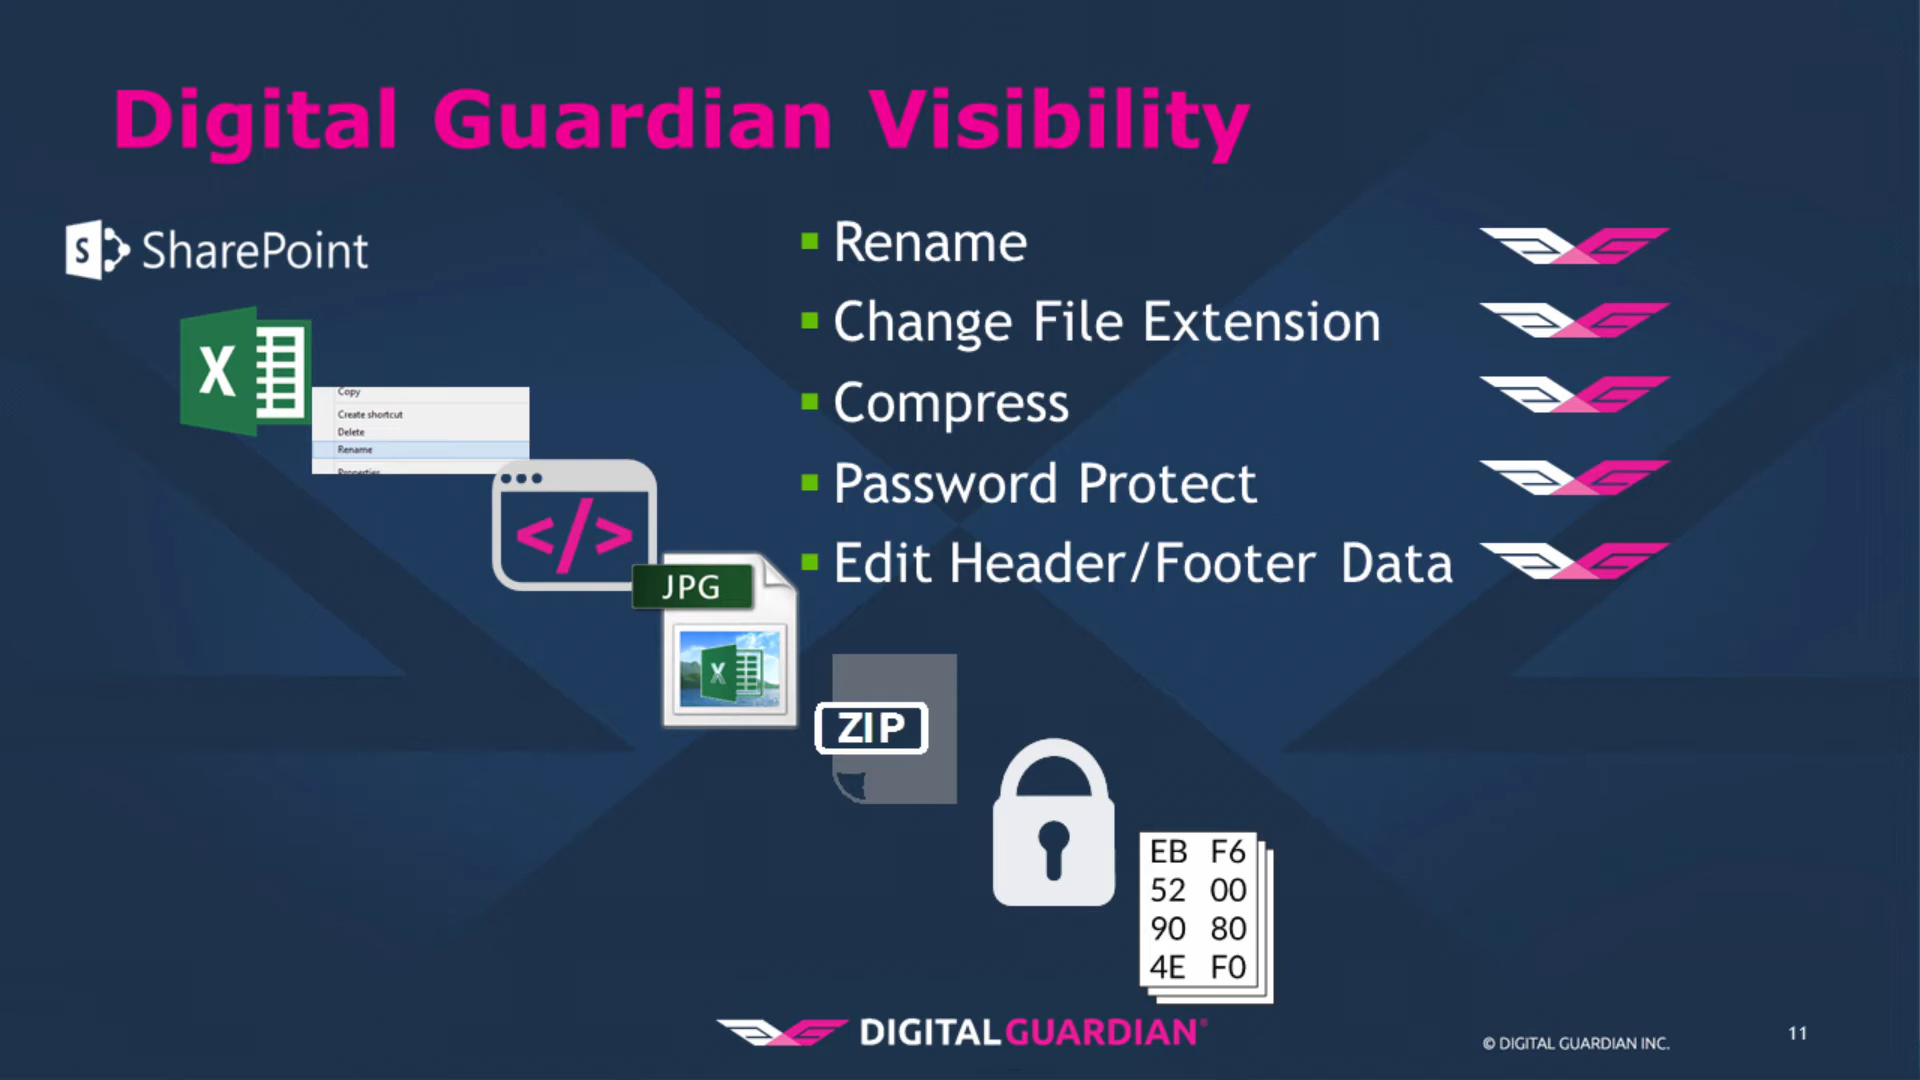 Digital Guardian Visibility
S SharePoint
X
Copy
Create shortcut
Delete
Rename
Properties
</>
JPG
X
ZIP
EB F6
52 00
90 80
4E F0
Rename
Change File Extension
Compress
Password Protect
Edit Header/Footer Data
DIGITALGUARDIAN®
© DIGITAL GUARDIAN INC.
11